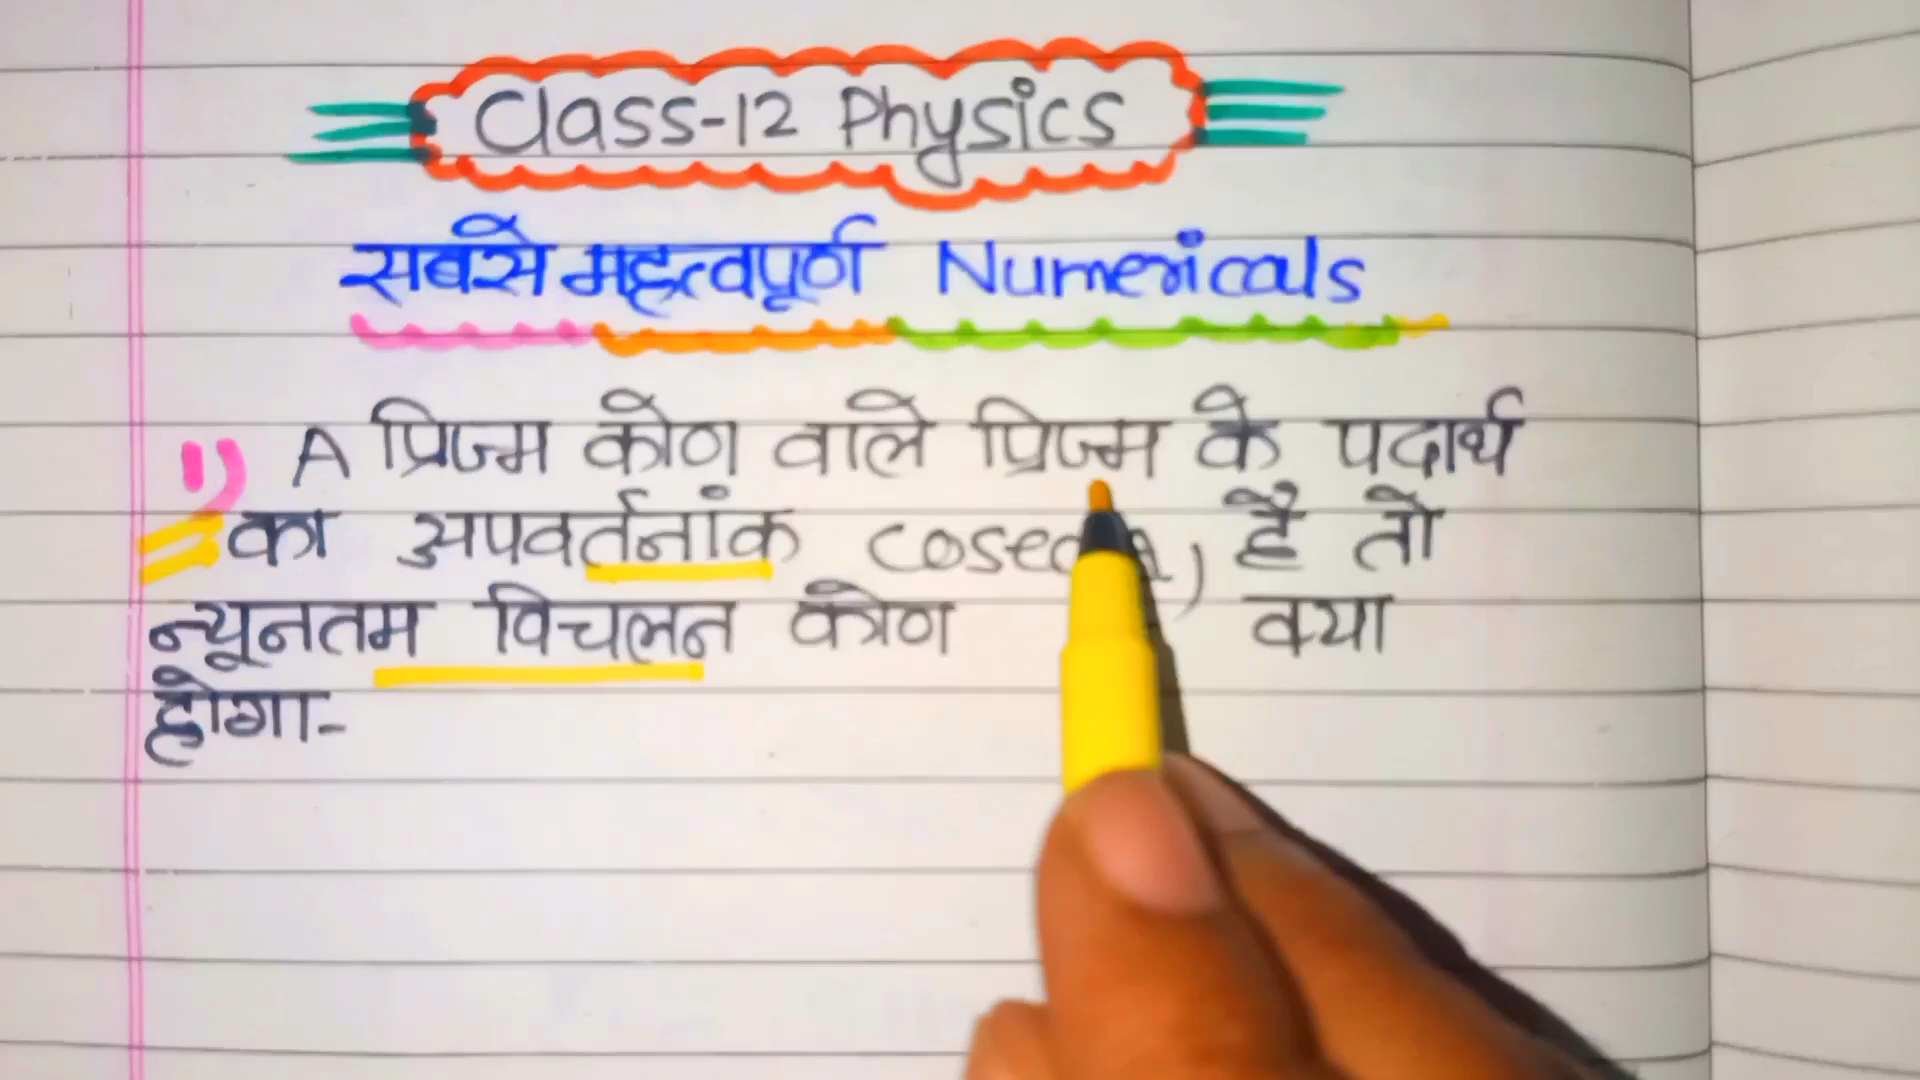 Class-12 Physics
सबसे महत्वपूर्ण Numericals
1) A प्रिज्म कोण वाले प्रिज्म के पदार्थ
का अपवर्तनांक है तो
न्यूनतम विचलन कोण क्या
होगा-